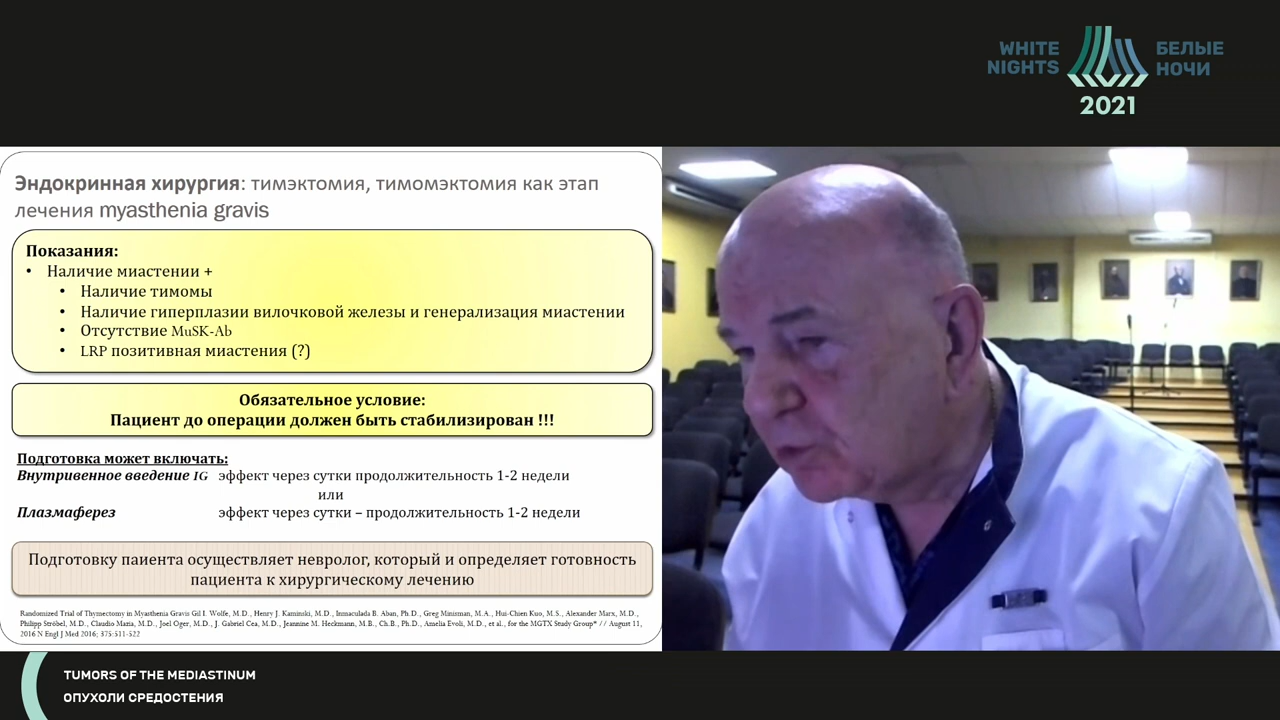 WHITE
NIGHTS
БЕЛЫЕ
НОЧИ
2021
Эндокринная хирургия: тимэктомия, тимомэктомия как этап
лечения myasthenia gravis
Показания:
• Наличие миастении +
• Наличие тимомы
• Наличие гиперплазии вилочковой железы и генерализация миастении
• Отсутствие MuSK-Ab
• LRP позитивная миастения (?)
Обязательное условие:
Пациент до операции должен быть стабилизирован !!!
Подготовка может включать:
Внутривенное введение IG эффект через сутки продолжительность 1-2 недели
или
Плазмаферез эффект через сутки – продолжительность 1-2 недели
Подготовку паиента осуществляет невролог, который и определяет готовность
пациента к хирургическому лечению
Randomized Trial of Thymectomy in Myasthenia Gravis Gil I. Wolfe, M.D., Henry J. Kaminski, M.D., Inmaculada B. Aban, Ph.D., Greg Minisman, M.A., Hui-Chien Kuo, M.S., Alexander Marx, M.D.,
Philipp Ströbel, M.D., Claudio Mazia, M.D., Joel Oger, M.D., J. Gabriel Cea, M.D., Jeannine M. Heckmann, M.B., Ch.B., Ph.D., Amelia Evoli, M.D., et al., for the MGTX Study Group* // August 11,
2016 N Engl J Med 2016; 375:511-522
TUMORS OF THE MEDIASTINUM
ОПУХОЛИ СРЕДОСТЕНИЯ